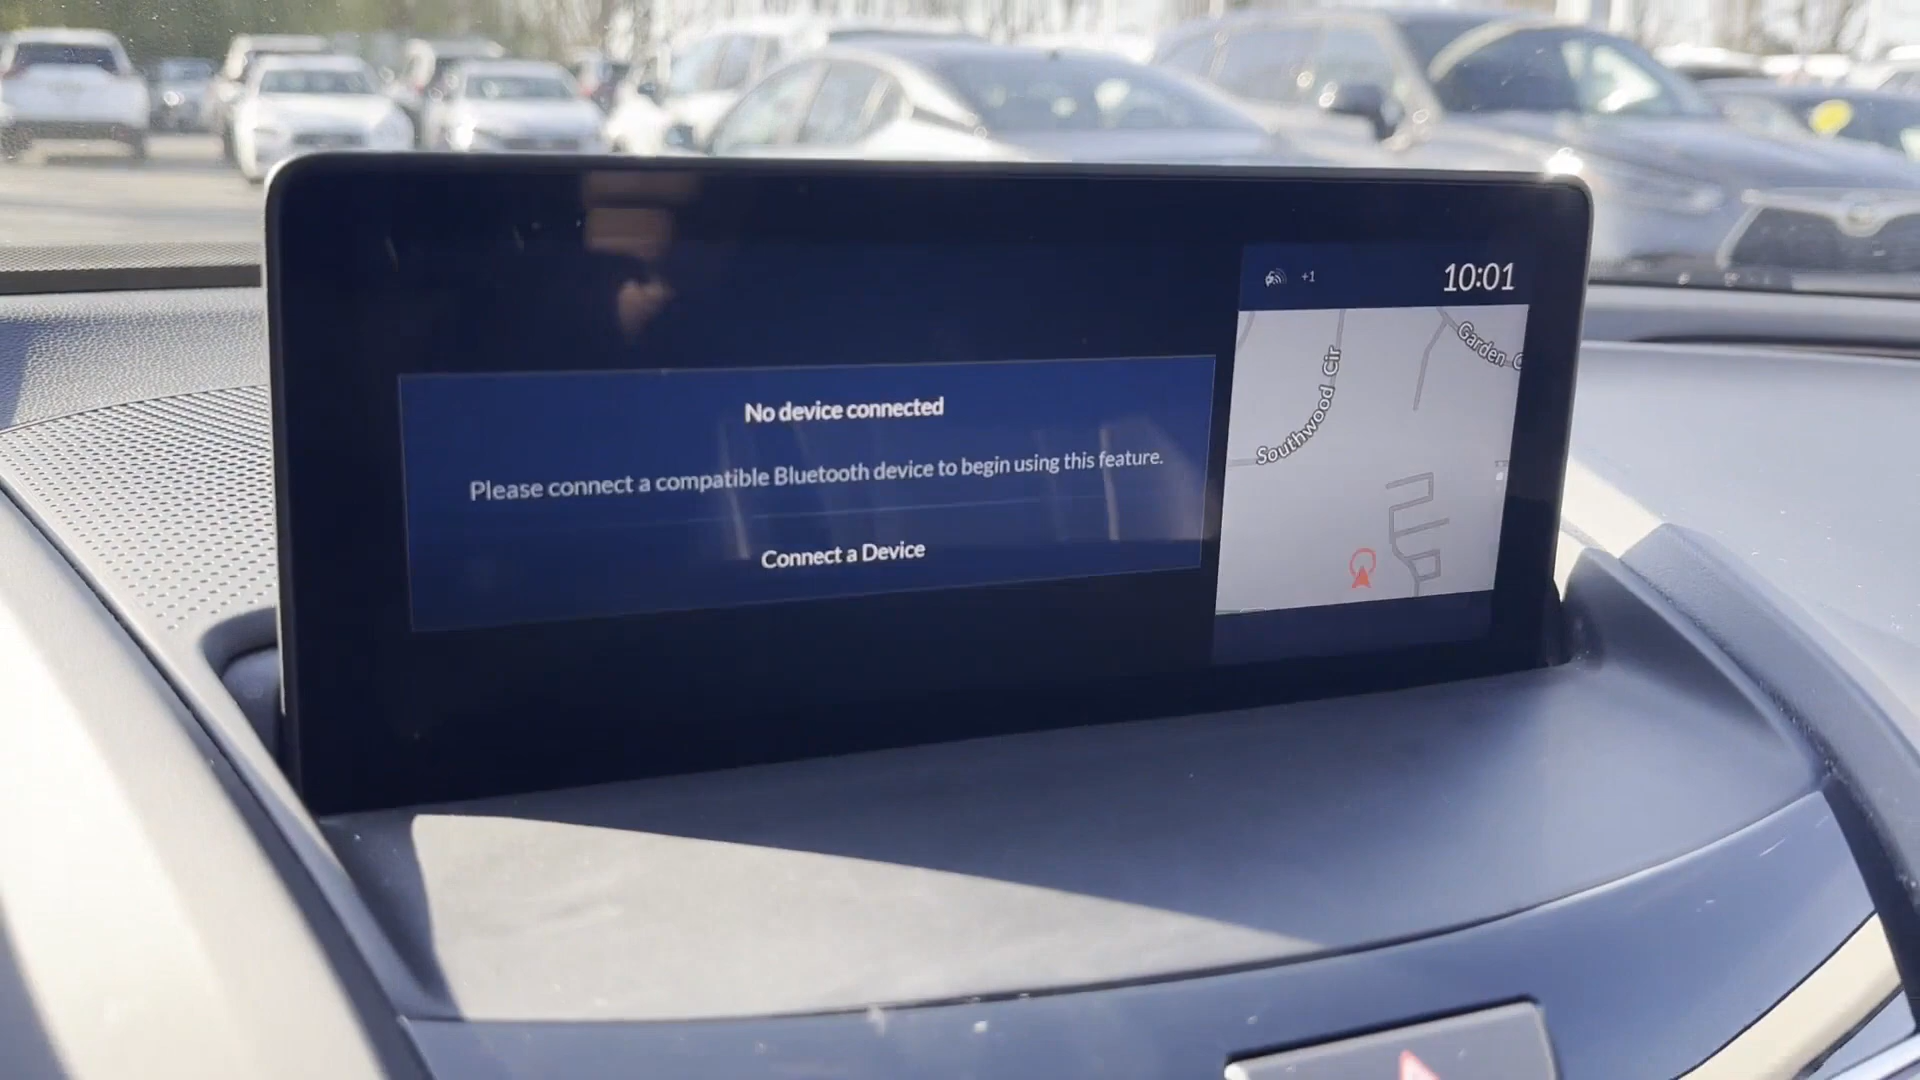 +1
10:01
No device connected
Please connect a compatible Bluetooth device to begin using this feature.
Connect a Device
Southwood Cir
Garden